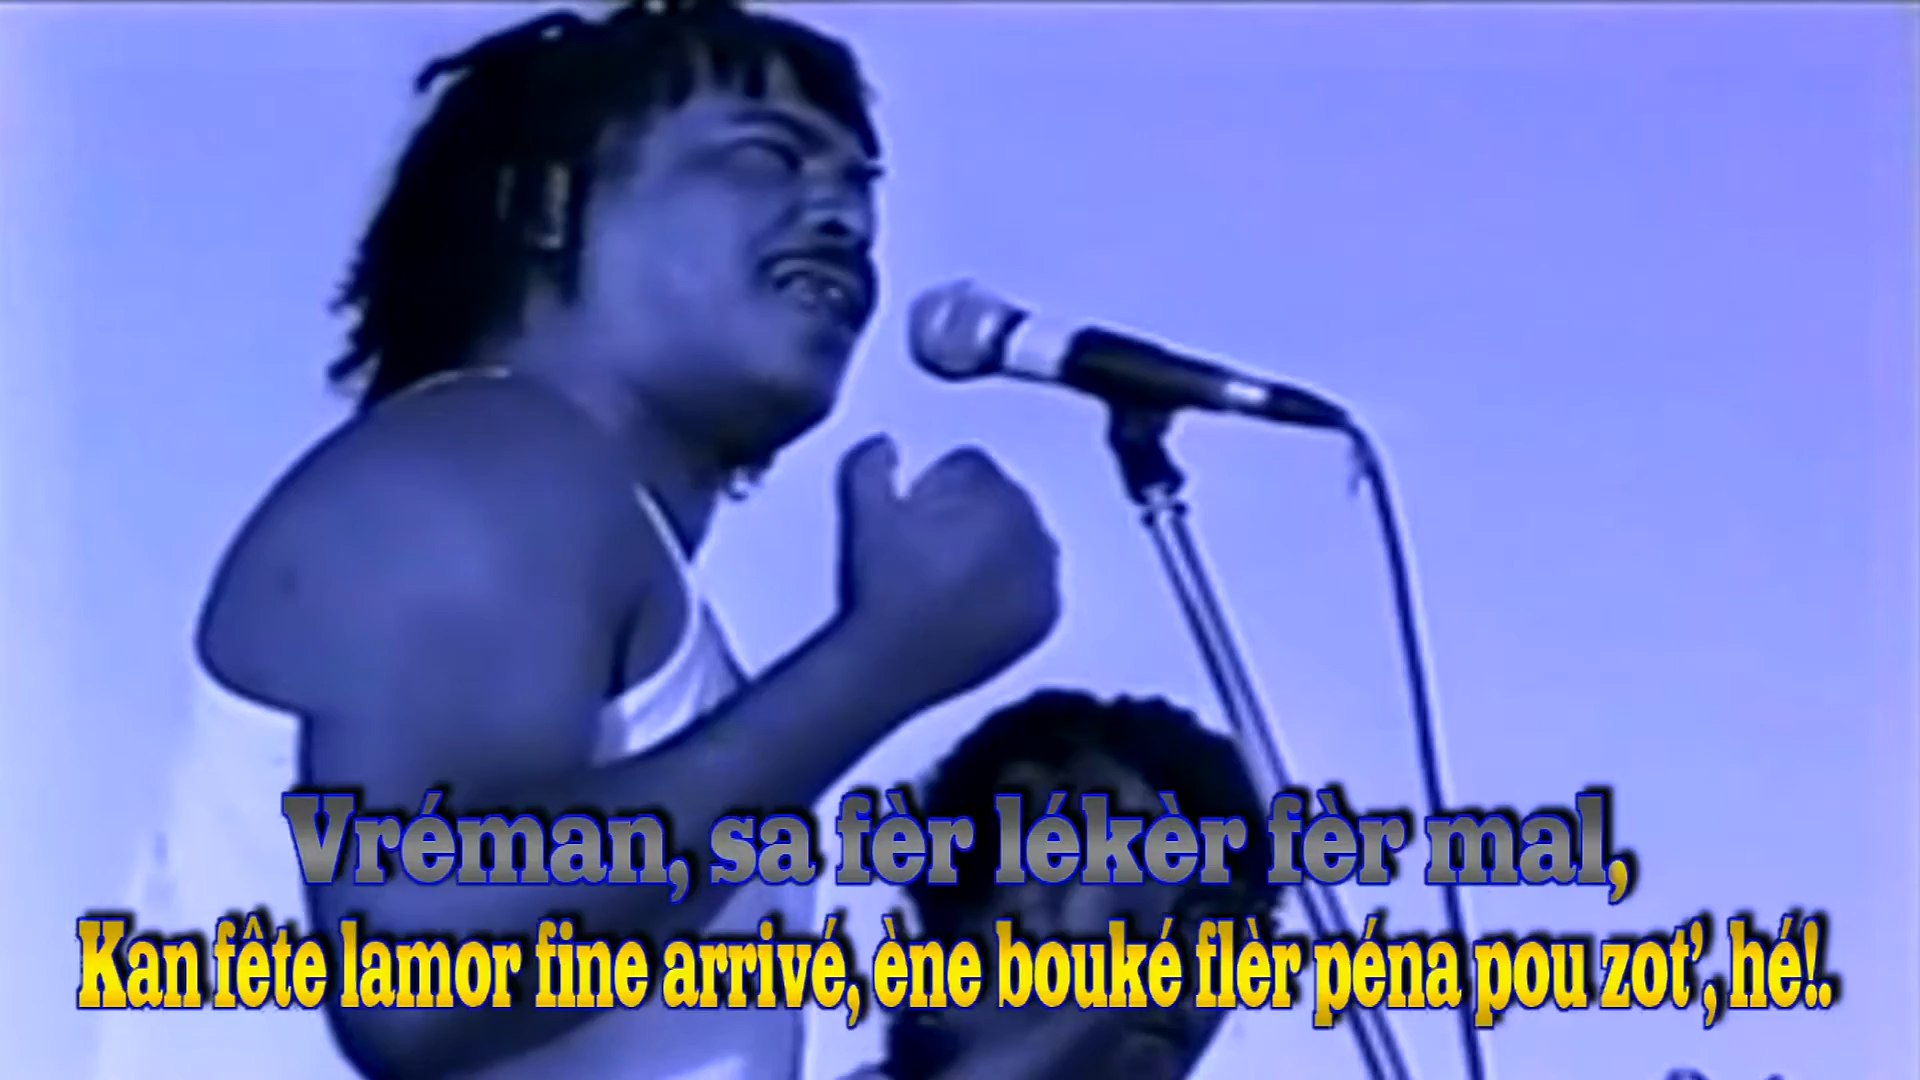 Vréman, sa fèr lékèr fèr mal,
Kan fête lamor fine arrivé, ène bouké flèr péna pou zot’, hé!.